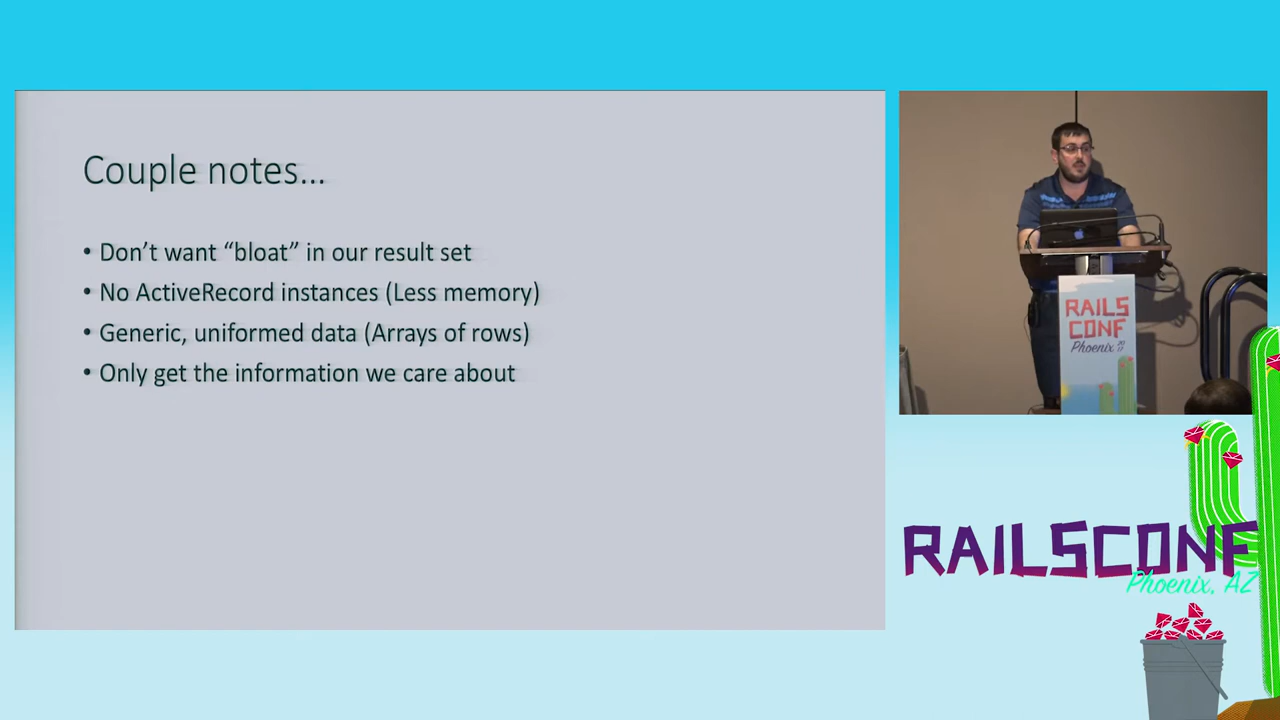 Couple notes...
• Don't want “bloat” in our result set
• No ActiveRecord instances (Less memory)
• Generic, uniformed data (Arrays of rows)
• Only get the information we care about
RAILS
CONF
Phoenix 2017
RAILSCONF
Phoenix, AZ